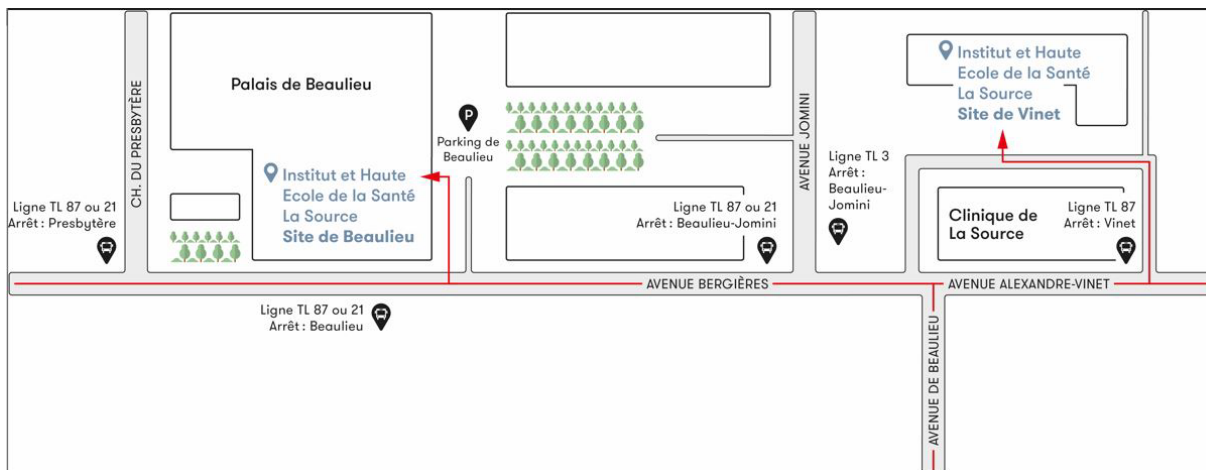 Palais de Beaulieu
CH. DU PRESBYTÈRE
Ligne TL 87 ou 21
Arrêt : Presbytère
Institut et Haute
Ecole de la Santé
La Source
Site de Beaulieu
P
Parking de
Beaulieu
Ligne TL 87 ou 21
Arrêt : Beaulieu
Ligne TL 87 ou 21
Arrêt : Beaulieu-Jomini
AVENUE BERGIÈRES
AVENUE JOMINI
Ligne TL 3
Arrêt :
Beaulieu-
Jomini
Institut et Haute
Ecole de la Santé
La Source
Site de Vinet
Clinique de
La Source
Ligne TL 87
Arrêt : Vinet
AVENUE ALEXANDRE-VINET
AVENUE DE BEAULIEU